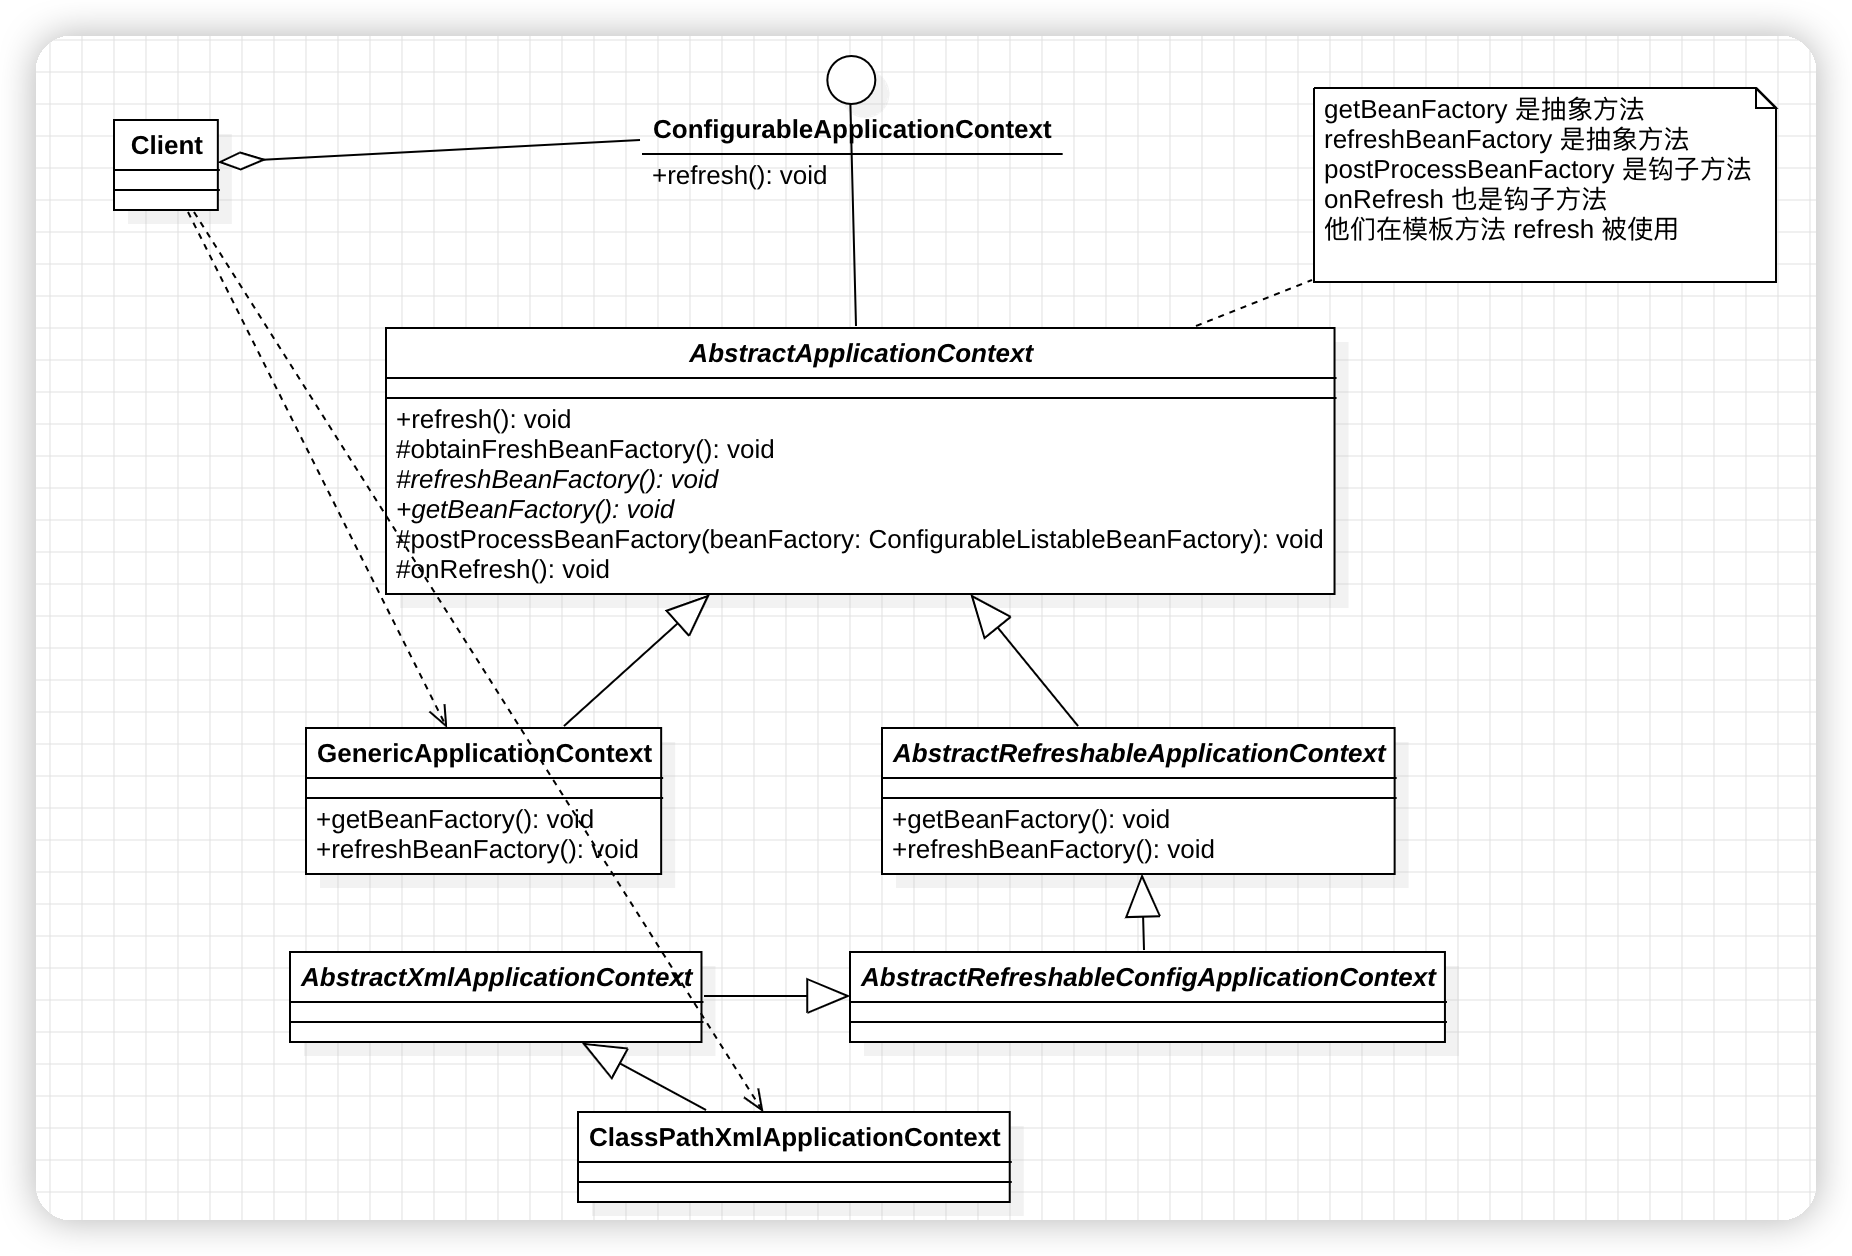 Client
ConfigurableApplicationContext
+refresh(): void
getBeanFactory 是抽象方法
refreshBeanFactory 是抽象方法
postProcessBeanFactory 是钩子方法
onRefresh 也是钩子方法
他们在模板方法 refresh 被使用
AbstractApplicationContext
+refresh(): void
#obtainFreshBeanFactory(): void
#refreshBeanFactory(): void
+getBeanFactory(): void
#postProcessBeanFactory(beanFactory: ConfigurableListableBeanFactory): void
#onRefresh(): void
GenericApplicationContext
+getBeanFactory(): void
+refreshBeanFactory(): void
AbstractRefreshableApplicationContext
+getBeanFactory(): void
+refreshBeanFactory(): void
AbstractXmlApplicationContext
AbstractRefreshableConfigApplicationContext
ClassPathXmlApplicationContext